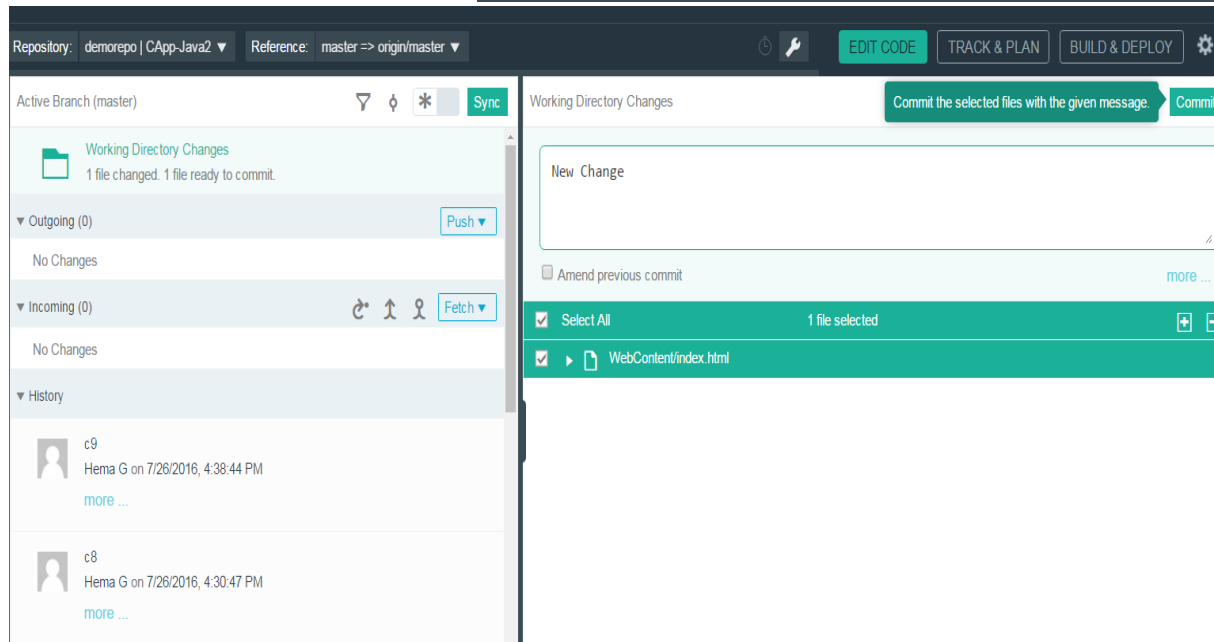 Repository: demorepo | CApp-Java2 ▼ Reference: master => origin/master ▼ EDIT CODE TRACK & PLAN BUILD & DEPLOY
Active Branch (master) Sync
Working Directory Changes
1 file changed. 1 file ready to commit.
▼ Outgoing (0) Push ▼
No Changes
▼ Incoming (0) Fetch ▼
No Changes
▼ History
c9
Hema G on 7/26/2016, 4:38:44 PM
more ...
c8
Hema G on 7/26/2016, 4:30:47 PM
more ...
Working Directory Changes Commit the selected files with the given message. Commit
New Change
Amend previous commit more ...
Select All 1 file selected
WebContent/index.html